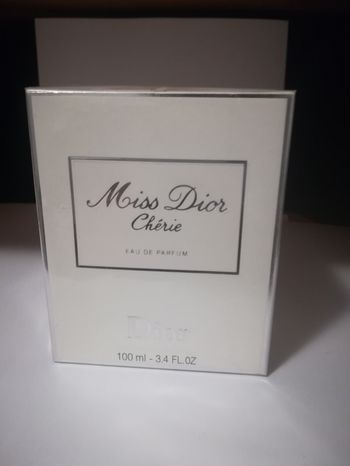 Miss Dior
Chérie
EAU DE PARFUM
Dior
100 ml - 3.4 FL.OZ